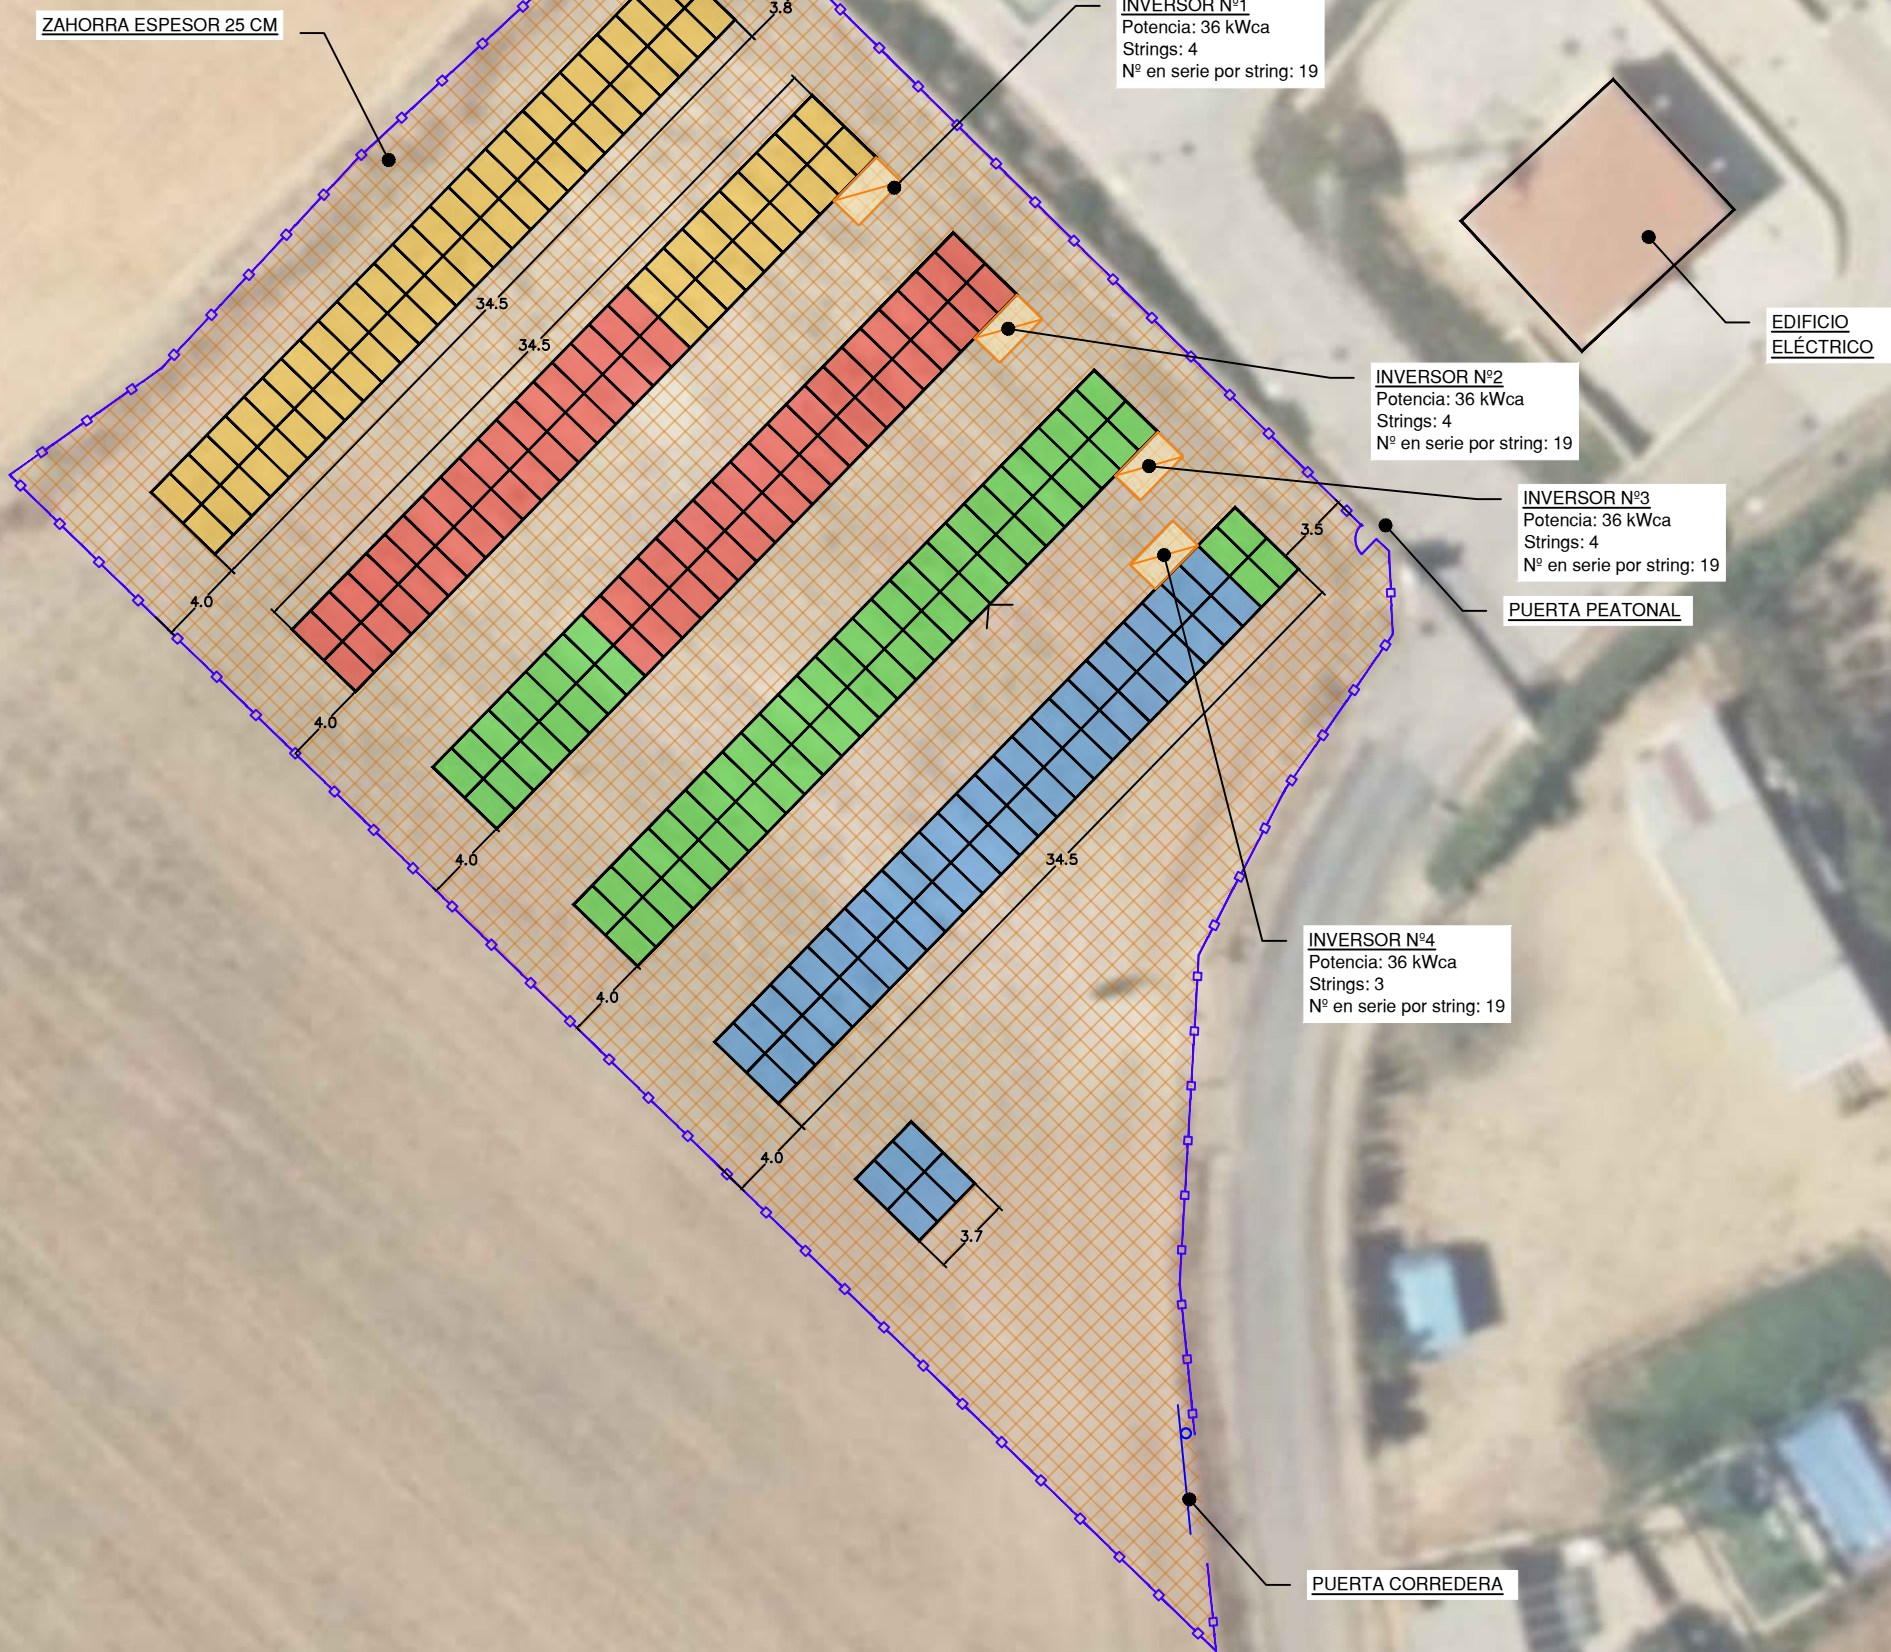 3.8
INVERSOR Nº1
Potencia: 36 kWca
Strings: 4
Nº en serie por string: 19
ZAHORRA ESPESOR 25 CM
34.5
34.5
EDIFICIO
ELÉCTRICO
INVERSOR Nº2
Potencia: 36 kWca
Strings: 4
Nº en serie por string: 19
INVERSOR Nº3
Potencia: 36 kWca
Strings: 4
Nº en serie por string: 19
3.5
4.0
PUERTA PEATONAL
4.0
4.0
34.5
INVERSOR Nº4
Potencia: 36 kWca
Strings: 3
Nº en serie por string: 19
4.0
4.0
3.7
PUERTA CORREDERA